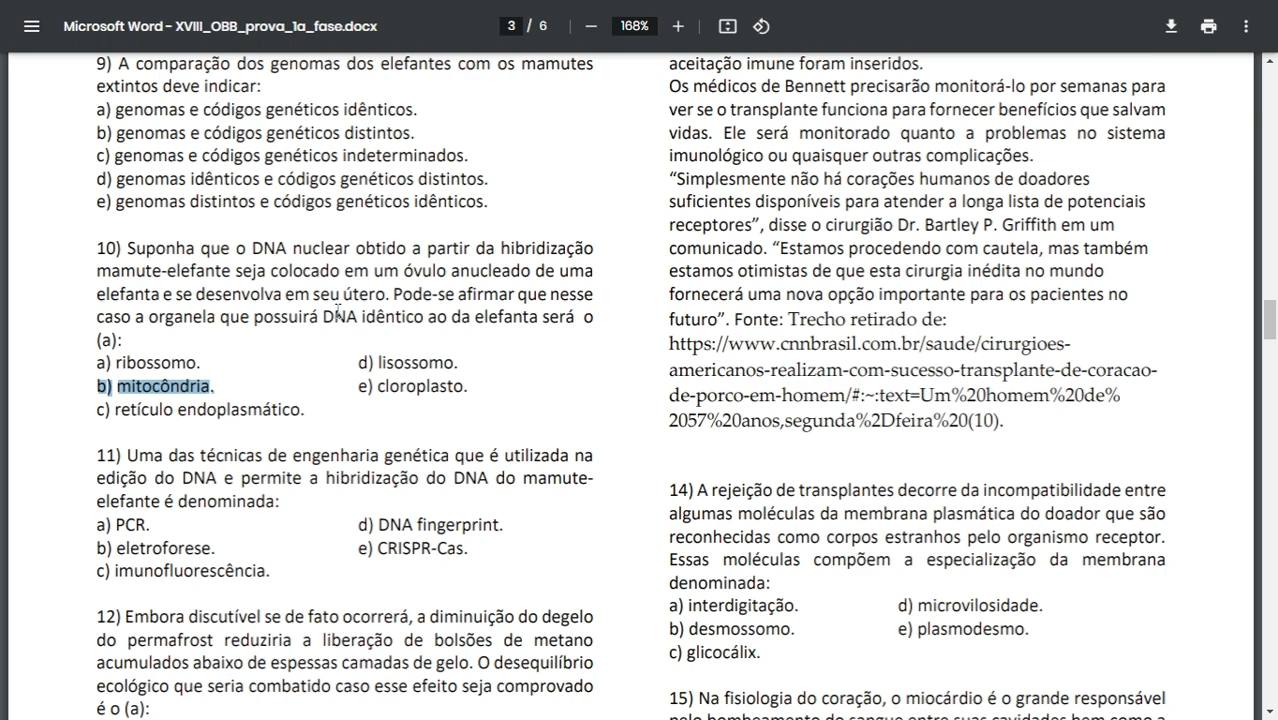 Microsoft Word - XVIII_OBB_prova_1a_fase.docx
3 / 6
168%
9) A comparação dos genomas dos elefantes com os mamutes
extintos deve indicar:
a) genomas e códigos genéticos idênticos.
b) genomas e códigos genéticos distintos.
c) genomas e códigos genéticos indeterminados.
d) genomas idênticos e códigos genéticos distintos.
e) genomas distintos e códigos genéticos idênticos.
10) Suponha que o DNA nuclear obtido a partir da hibridização
mamute-elefante seja colocado em um óvulo anucleado de uma
elefanta e se desenvolva em seu útero. Pode-se afirmar que nesse
caso a organela que possuirá DNA idêntico ao da elefanta será o
(a):
a) ribossomo.
d) lisossomo.
b) mitocôndria.
e) cloroplasto.
c) retículo endoplasmático.
11) Uma das técnicas de engenharia genética que é utilizada na
edição do DNA e permite a hibridização do DNA do mamute-
elefante é denominada:
a) PCR.
d) DNA fingerprint.
b) eletroforese.
e) CRISPR-Cas.
c) imunofluorescência.
12) Embora discutível se de fato ocorrerá, a diminuição do degelo
do permafrost reduziria a liberação de bolsões de metano
acumulados abaixo de espessas camadas de gelo. O desequilíbrio
ecológico que seria combatido caso esse efeito seja comprovado
é o (a):
aceitação imune foram inseridos.
Os médicos de Bennett precisarão monitorá-lo por semanas para
ver se o transplante funciona para fornecer benefícios que salvam
vidas. Ele será monitorado quanto a problemas no sistema
imunológico ou quaisquer outras complicações.
“Simplesmente não há corações humanos de doadores
suficientes disponíveis para atender a longa lista de potenciais
receptores”, disse o cirurgião Dr. Bartley P. Griffith em um
comunicado. “Estamos procedendo com cautela, mas também
estamos otimistas de que esta cirurgia inédita no mundo
fornecerá uma nova opção importante para os pacientes no
futuro”. Fonte: Trecho retirado de:
https://www.cnnbrasil.com.br/saude/cirurgioes-
americanos-realizam-com-sucesso-transplante-de-coracao-
de-porco-em-homem/#:~:text=Um%20homem%20de%
2057%20anos,segunda%2Dfeira%20(10).
14) A rejeição de transplantes decorre da incompatibilidade entre
algumas moléculas da membrana plasmática do doador que são
reconhecidas como corpos estranhos pelo organismo receptor.
Essas moléculas compõem a especialização da membrana
denominada:
a) interdigitação.
d) microvilosidade.
b) desmossomo.
e) plasmodesmo.
c) glicocálix.
15) Na fisiologia do coração, o miocárdio é o grande responsável
pelo bombeamento do sangue entre suas cavidades bem como a